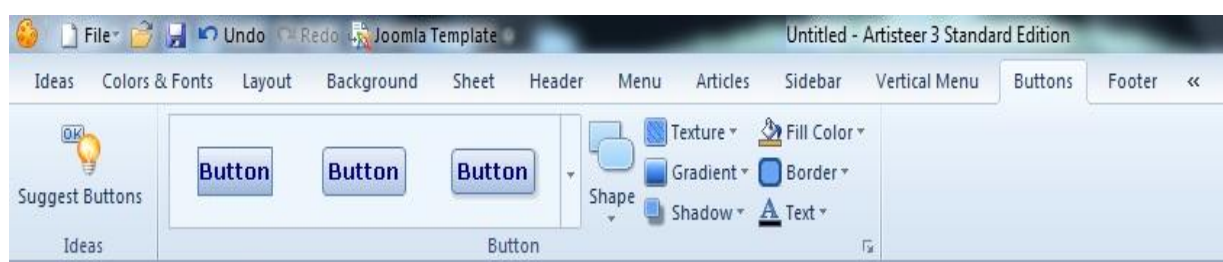 File Undo Redo Joomla Template Untitled - Artisteer 3 Standard Edition
Ideas Colors & Fonts Layout Background Sheet Header Menu Articles Sidebar Vertical Menu Buttons Footer «
OK
Suggest Buttons
Button Button Button
Shape
Texture Fill Color
Gradient Border
Shadow A Text
Ideas Button